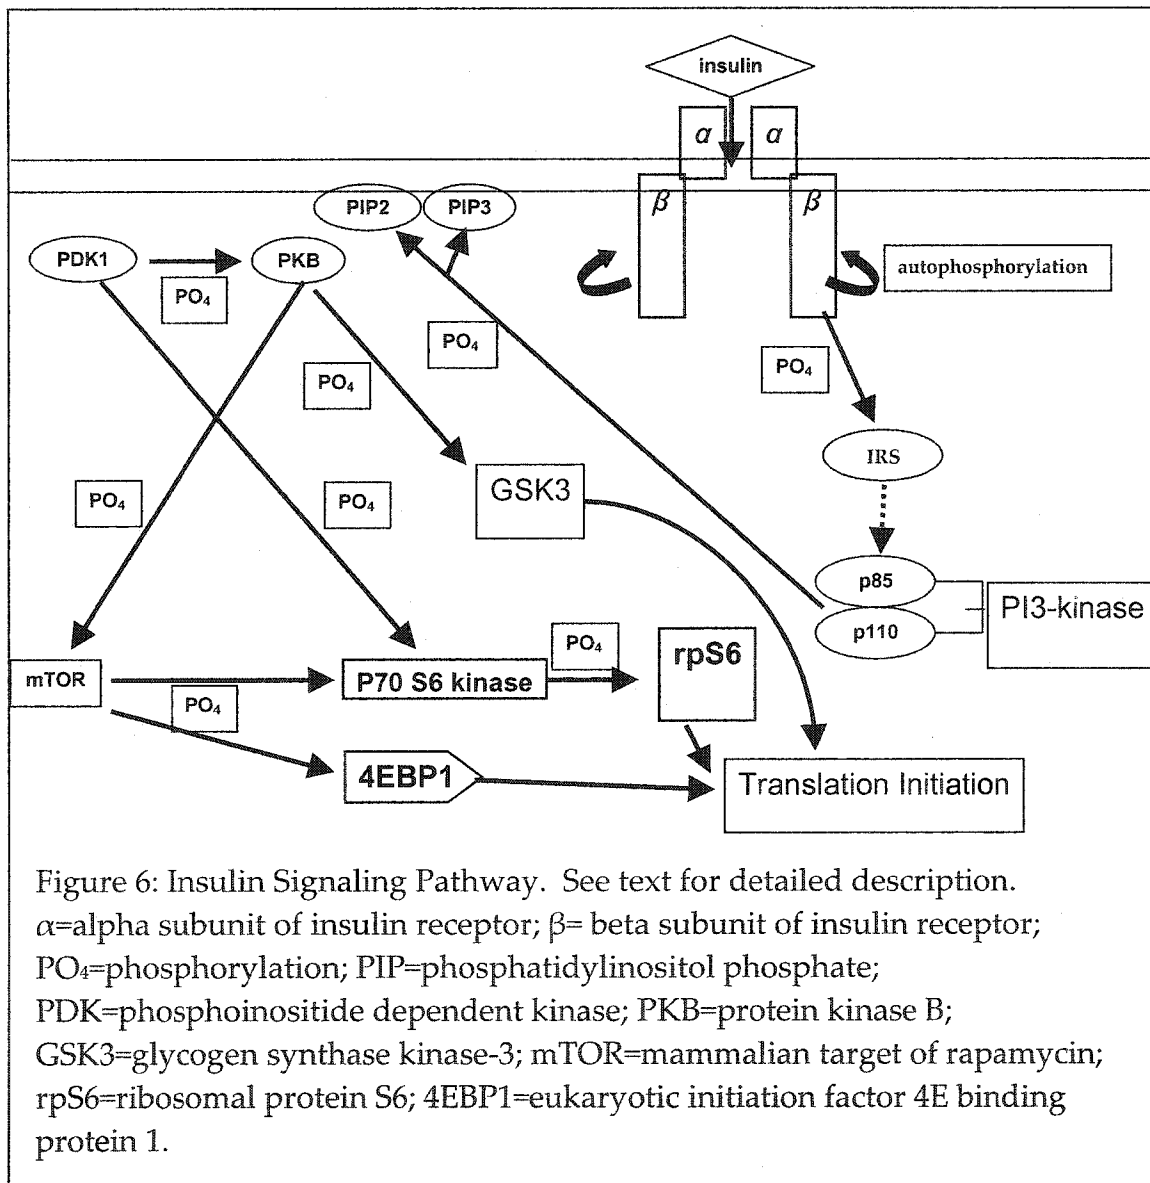 insulin
α
α
β
β
PIP2
PIP3
PDK1
PKB
PO₄
autophosphorylation
PO₄
PO₄
PO₄
IRS
GSK3
PO₄
PO₄
p85
p110
PI3-kinase
mTOR
PO₄
P70 S6 kinase
PO₄
rpS6
4EBP1
Translation Initiation
Figure 6: Insulin Signaling Pathway. See text for detailed description.
α=alpha subunit of insulin receptor; β= beta subunit of insulin receptor;
PO₄=phosphorylation; PIP=phosphatidylinositol phosphate;
PDK=phosphoinositide dependent kinase; PKB=protein kinase B;
GSK3=glycogen synthase kinase-3; mTOR=mammalian target of rapamycin;
rpS6=ribosomal protein S6; 4EBP1=eukaryotic initiation factor 4E binding
protein 1.